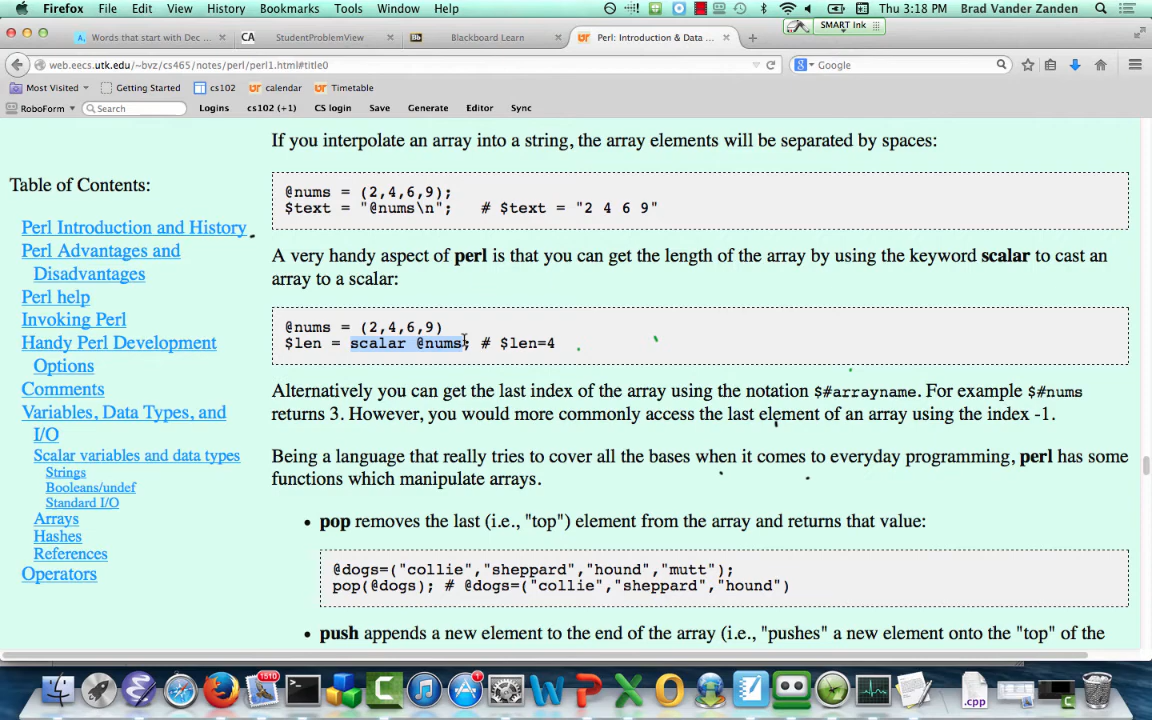 Firefox File Edit View History Bookmarks Tools Window Help Thu 3:18 PM Brad Vander Zanden
SMART Ink
A. Words that start with Dec ... × CA StudentProblemView × Bb Blackboard Learn × UT Perl: Introduction & Data ... ×
web.eecs.utk.edu/~bvz/cs465/notes/perl/perl1.html#title0 Google
Most Visited Getting Started cs102 UT calendar UT Timetable
RoboForm Search Logins cs102 (+1) CS login Save Generate Editor Sync
Table of Contents:
Perl Introduction and History
Perl Advantages and
Disadvantages
Perl help
Invoking Perl
Handy Perl Development
Options
Comments
Variables, Data Types, and
I/O
Scalar variables and data types
Strings
Booleans/undef
Standard I/O
Arrays
Hashes
References
Operators
If you interpolate an array into a string, the array elements will be separated by spaces:
@nums = (2,4,6,9);
$text = "@nums\n"; # $text = "2 4 6 9"
A very handy aspect of perl is that you can get the length of the array by using the keyword scalar to cast an
array to a scalar:
@nums = (2,4,6,9)
$len = scalar @nums; # $len=4
Alternatively you can get the last index of the array using the notation $#arrayname. For example $#nums
returns 3. However, you would more commonly access the last element of an array using the index -1.
Being a language that really tries to cover all the bases when it comes to everyday programming, perl has some
functions which manipulate arrays.
• pop removes the last (i.e., "top") element from the array and returns that value:
@dogs=("collie","sheppard","hound","mutt");
pop(@dogs); # @dogs=("collie","sheppard","hound")
• push appends a new element to the end of the array (i.e., "pushes" a new element onto the "top" of the
1510
.cpp